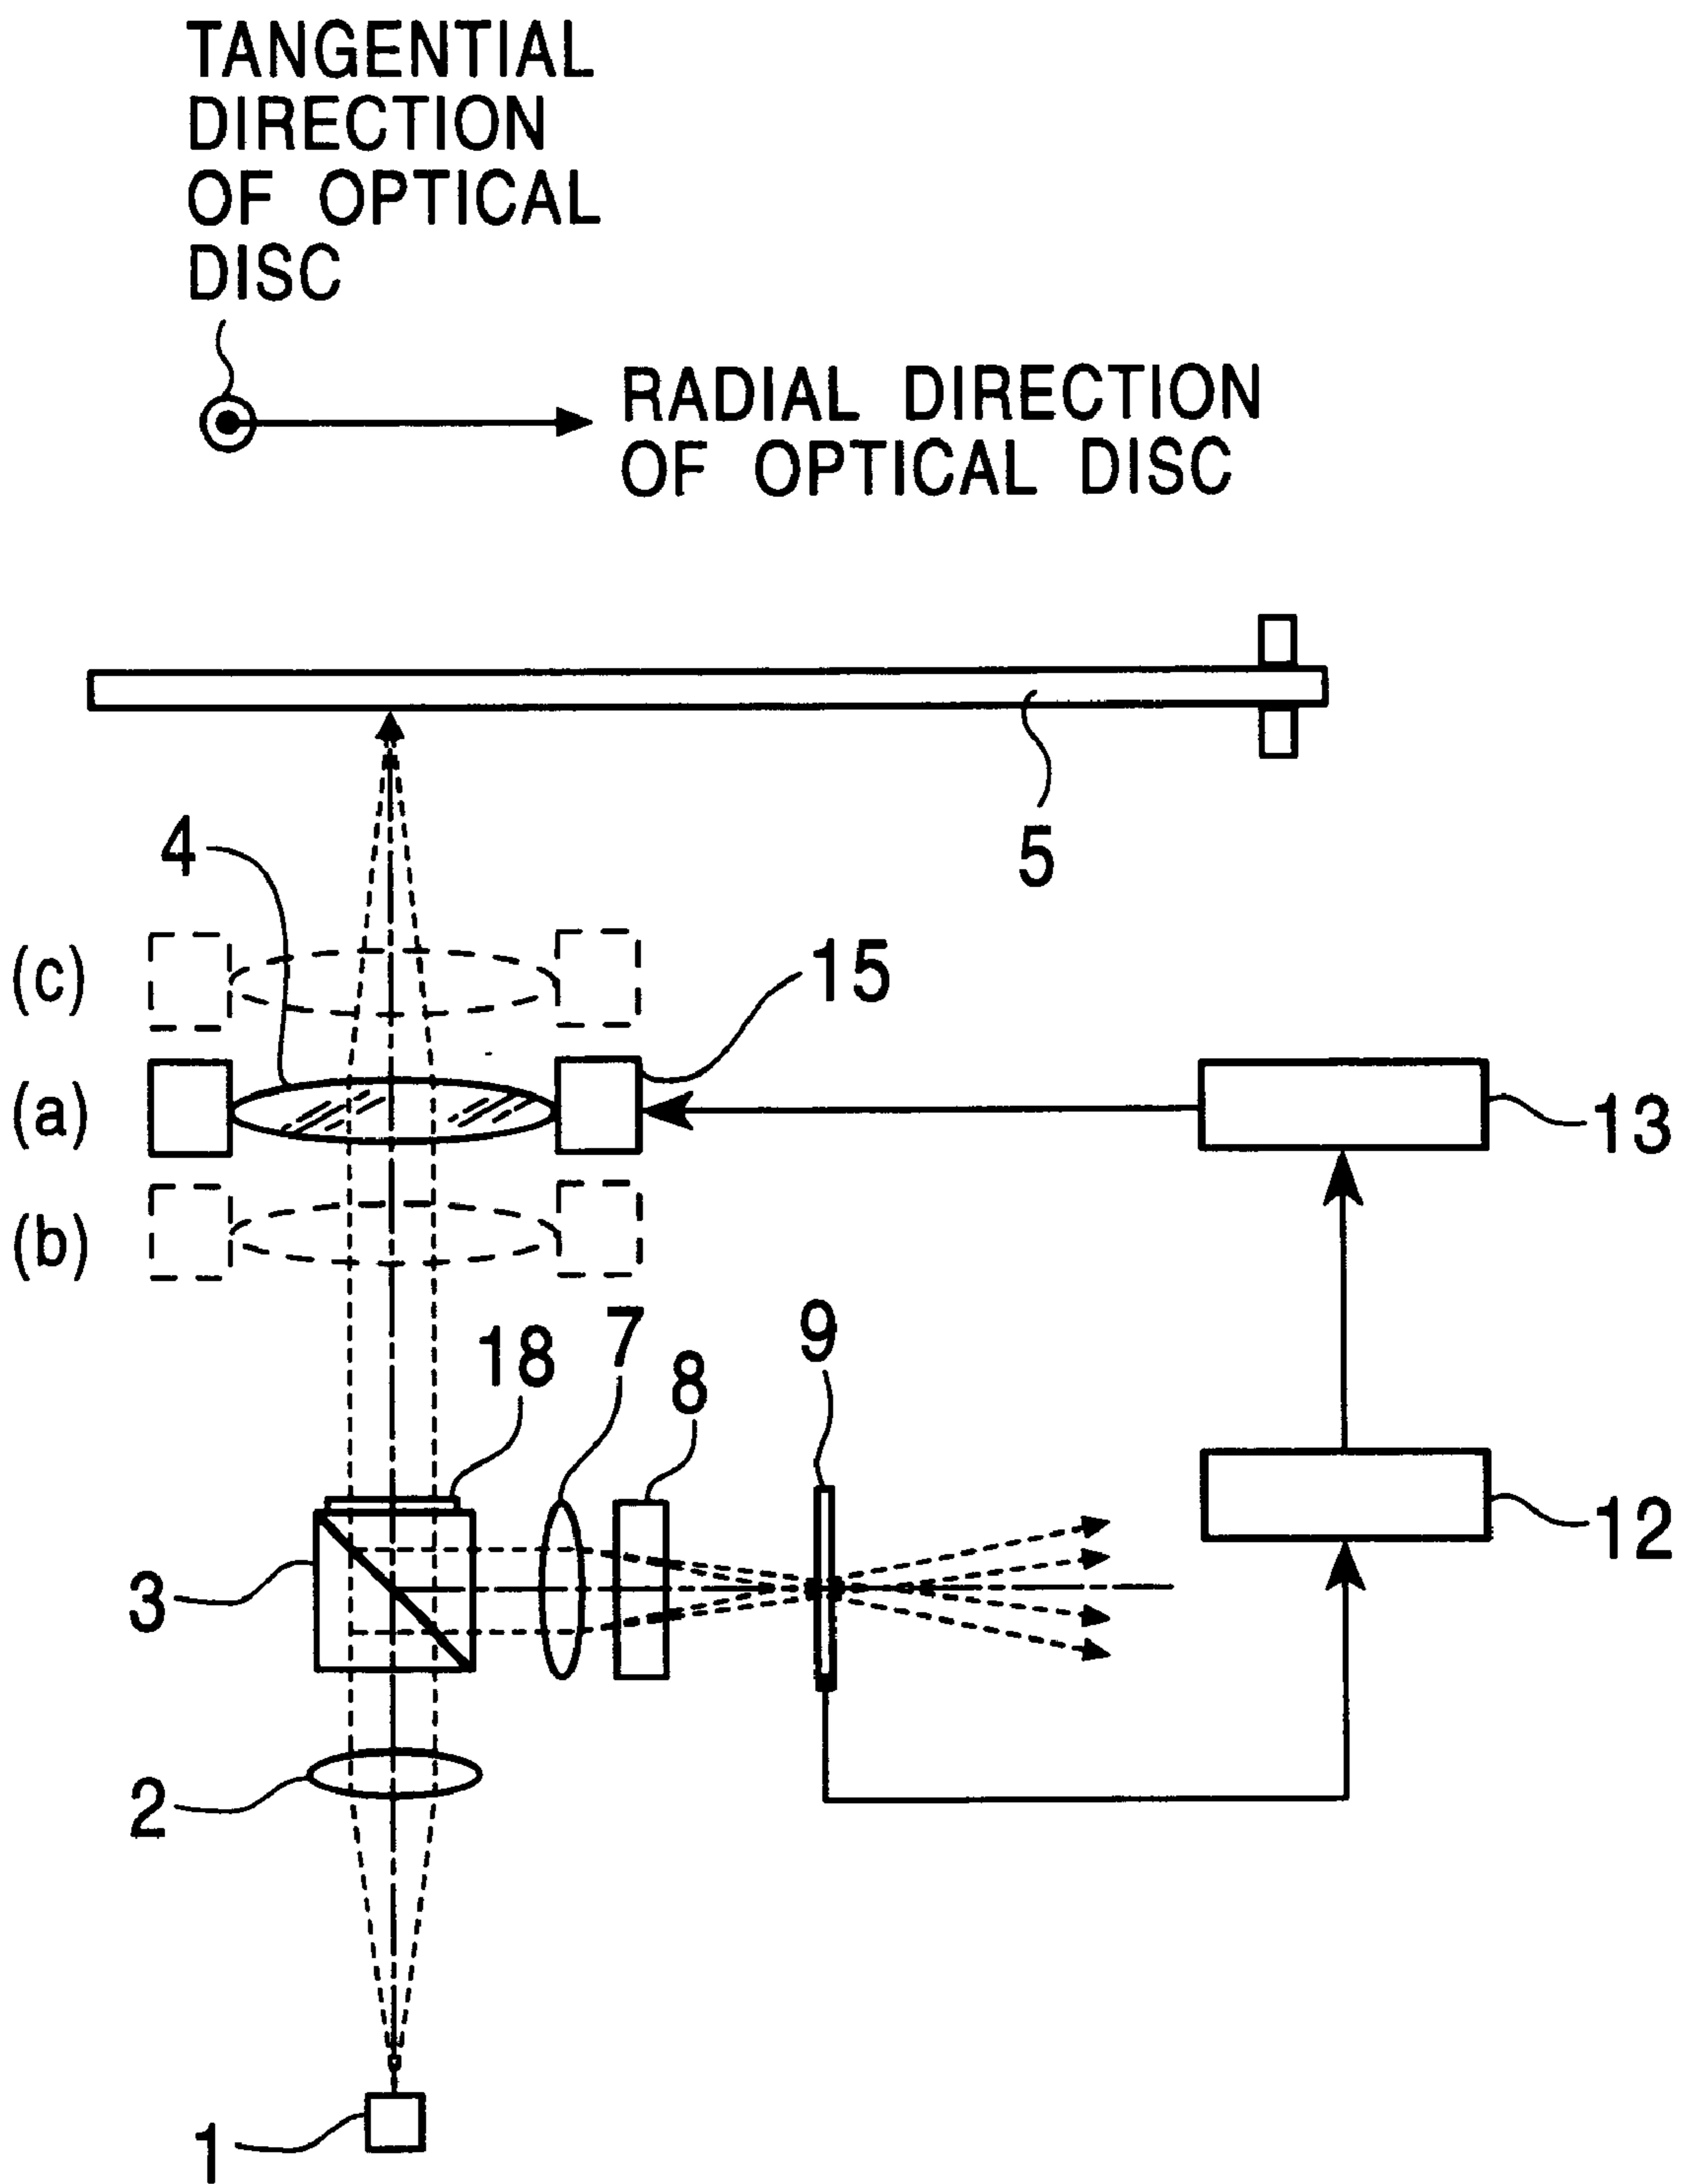 TANGENTIAL
DIRECTION
OF OPTICAL
DISC
RADIAL DIRECTION
OF OPTICAL DISC
5
4
(c)
15
(a)
13
(b)
18
7
8
9
12
3
2
1